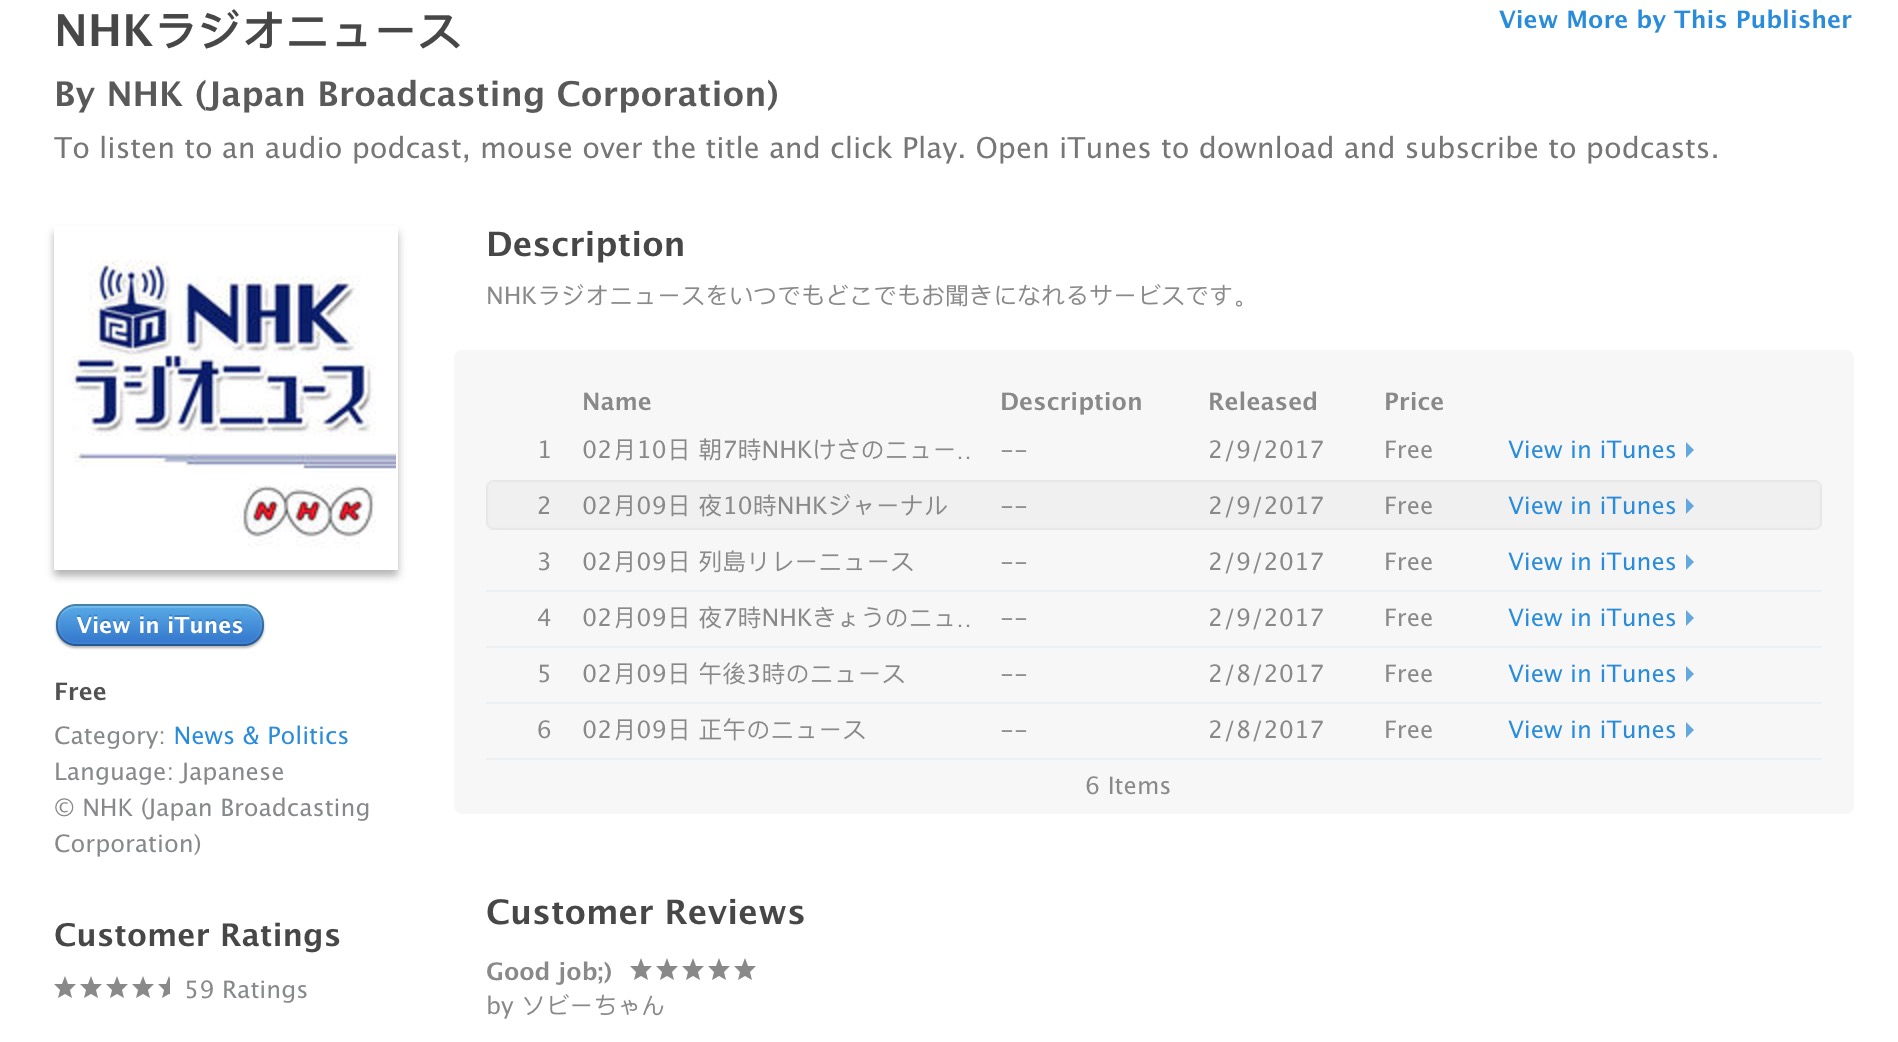 NHKラジオニュース
View More by This Publisher
By NHK (Japan Broadcasting Corporation)
To listen to an audio podcast, mouse over the title and click Play. Open iTunes to download and subscribe to podcasts.
NHK
ラジオニュース
NHK
View in iTunes
Free
Category: News & Politics
Language: Japanese
© NHK (Japan Broadcasting
Corporation)
Customer Ratings
★★★★⯨ 59 Ratings
Description
NHKラジオニュースをいつでもどこでもお聞きになれるサービスです。
Name Description Released Price
1 02月10日 朝7時NHKけさのニュー.. -- 2/9/2017 Free View in iTunes
2 02月09日 夜10時NHKジャーナル -- 2/9/2017 Free View in iTunes
3 02月09日 列島リレーニュース -- 2/9/2017 Free View in iTunes
4 02月09日 夜7時NHKきょうのニュ.. -- 2/9/2017 Free View in iTunes
5 02月09日 午後3時のニュース -- 2/8/2017 Free View in iTunes
6 02月09日 正午のニュース -- 2/8/2017 Free View in iTunes
6 Items
Customer Reviews
Good job;) ★★★★★
by ソビーちゃん